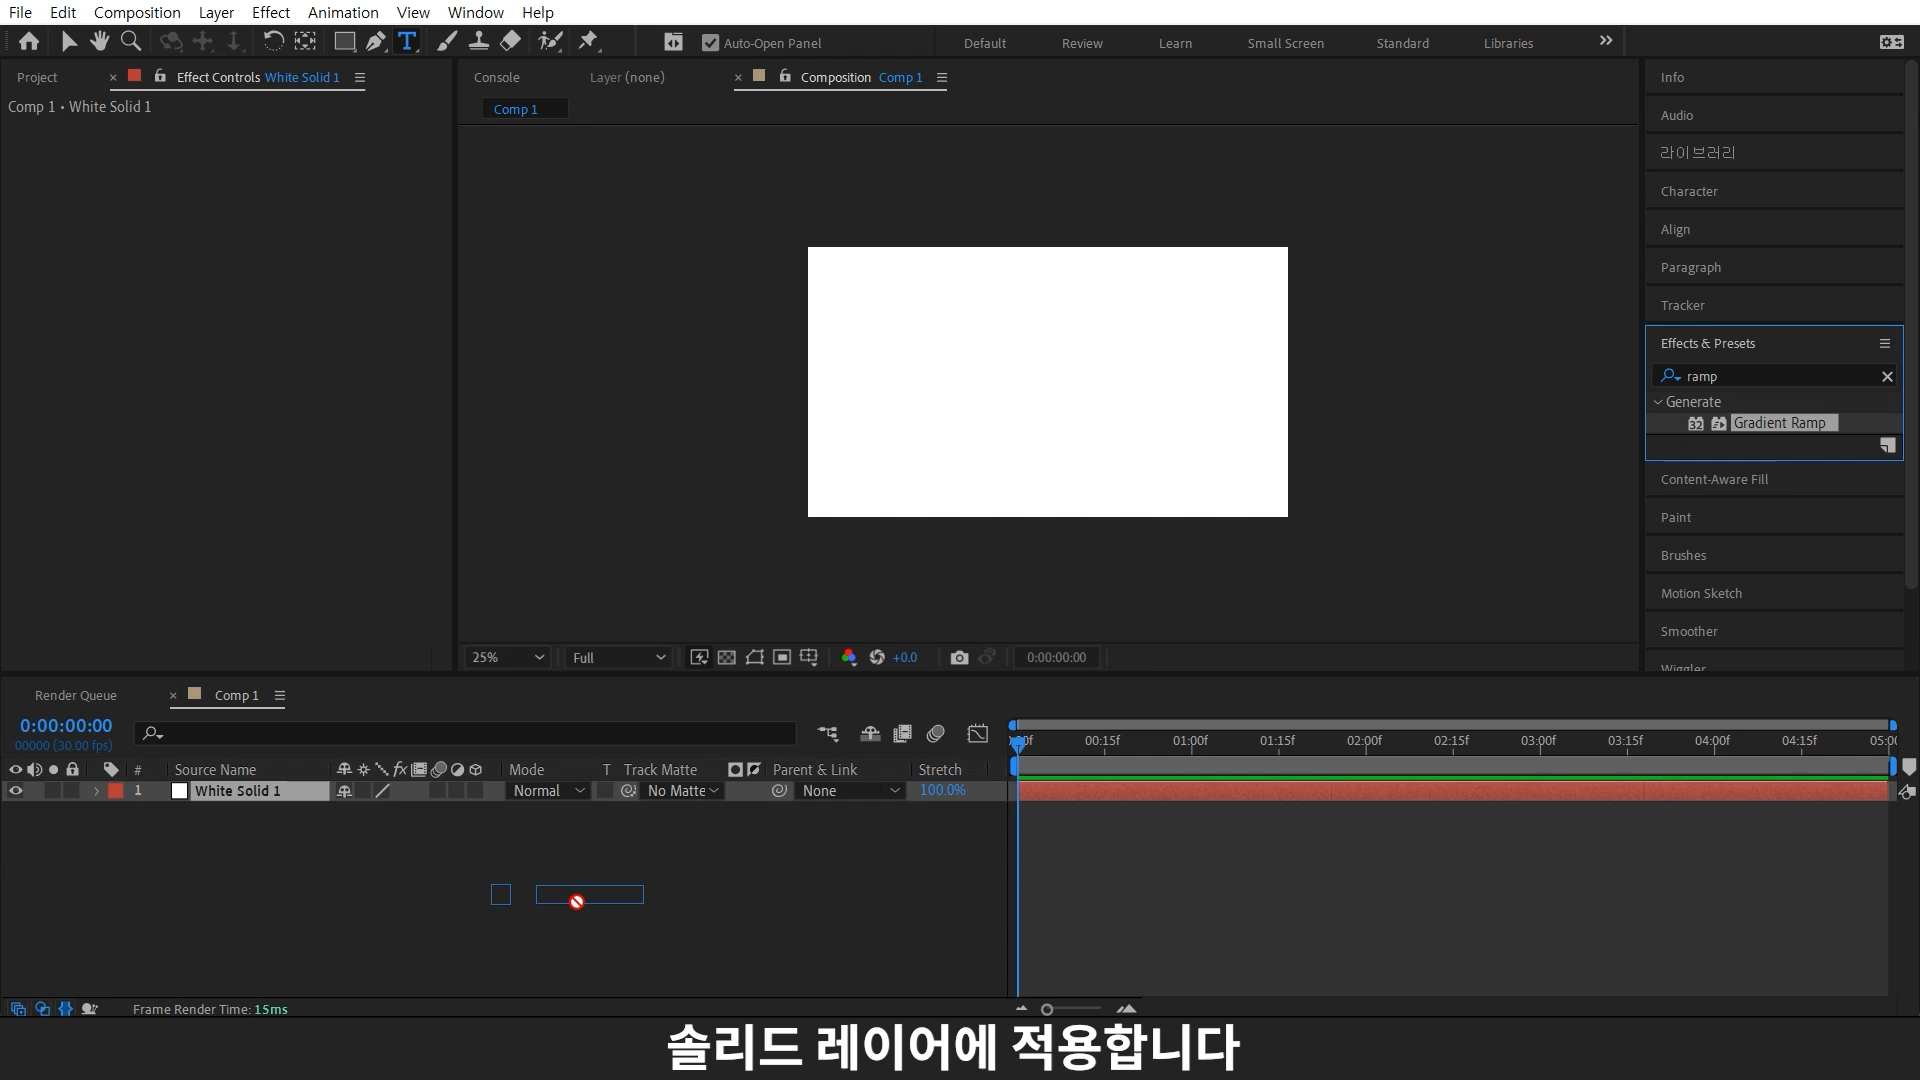 File Edit Composition Layer Effect Animation View Window Help
Auto-Open Panel Default Review Learn Small Screen Standard Libraries
Project Effect Controls White Solid 1
Comp 1 • White Solid 1
Console Layer (none) Composition Comp 1
Comp 1
Info
Audio
라이브러리
Character
Align
Paragraph
Tracker
Effects & Presets
ramp
Generate
32 Gradient Ramp
Content-Aware Fill
Paint
Brushes
Motion Sketch
Smoother
Wiggler
25% Full +0.0 0:00:00:00
Render Queue Comp 1
0:00:00:00
00000 (30.00 fps)
00f 00:15f 01:00f 01:15f 02:00f 02:15f 03:00f 03:15f 04:00f 04:15f 05:00
# Source Name fx Mode T Track Matte Parent & Link Stretch
1 White Solid 1 Normal No Matte None 100.0%
Frame Render Time: 15ms
솔리드 레이어에 적용합니다